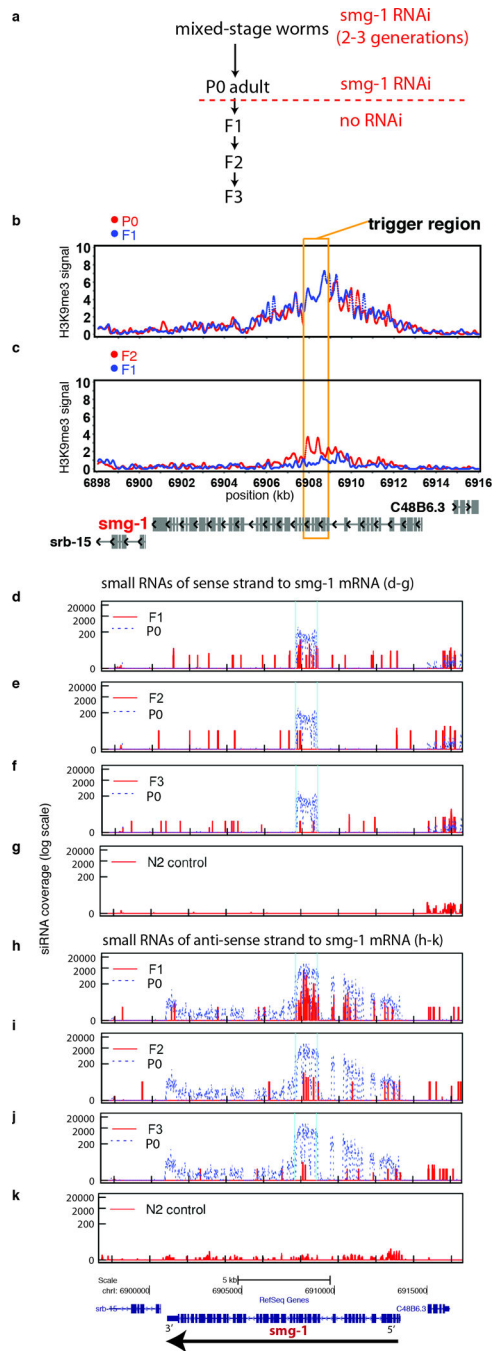 a
mixed-stage worms
smg-1 RNAi
(2-3 generations)
P0 adult
smg-1 RNAi
F1
no RNAi
F2
F3
b
P0
F1
trigger region
H3K9me3 signal
10
8
6
4
2
0
c
F2
F1
H3K9me3 signal
10
8
6
4
2
0
6898 6900 6902 6904 6906 6908 6910 6912 6914 6916
position (kb)
C48B6.3
smg-1
srb-15
small RNAs of sense strand to smg-1 mRNA (d-g)
d
20000
2000
200
0
F1
P0
e
20000
2000
200
0
F2
P0
f
20000
2000
200
0
F3
P0
g
20000
2000
200
0
N2 control
siRNA coverage (log scale)
small RNAs of anti-sense strand to smg-1 mRNA (h-k)
h
20000
2000
200
0
F1
P0
i
20000
2000
200
0
F2
P0
j
20000
2000
200
0
F3
P0
k
20000
2000
200
0
N2 control
Scale
5 kb
chrI: 6900000 6905000 6910000 6915000
RefSeq Genes
srb-15
C48B6.3
3' smg-1 5'